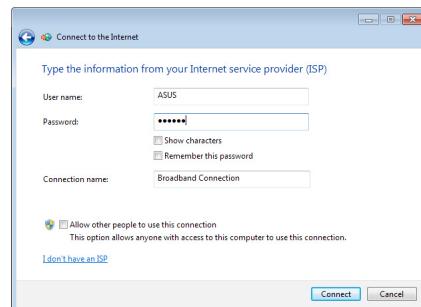 Connect to the Internet
Type the information from your Internet service provider (ISP)
User name: ASUS
Password: ••••••
Show characters
Remember this password
Connection name: Broadband Connection
Allow other people to use this connection
This option allows anyone with access to this computer to use this connection.
I don't have an ISP
Connect Cancel